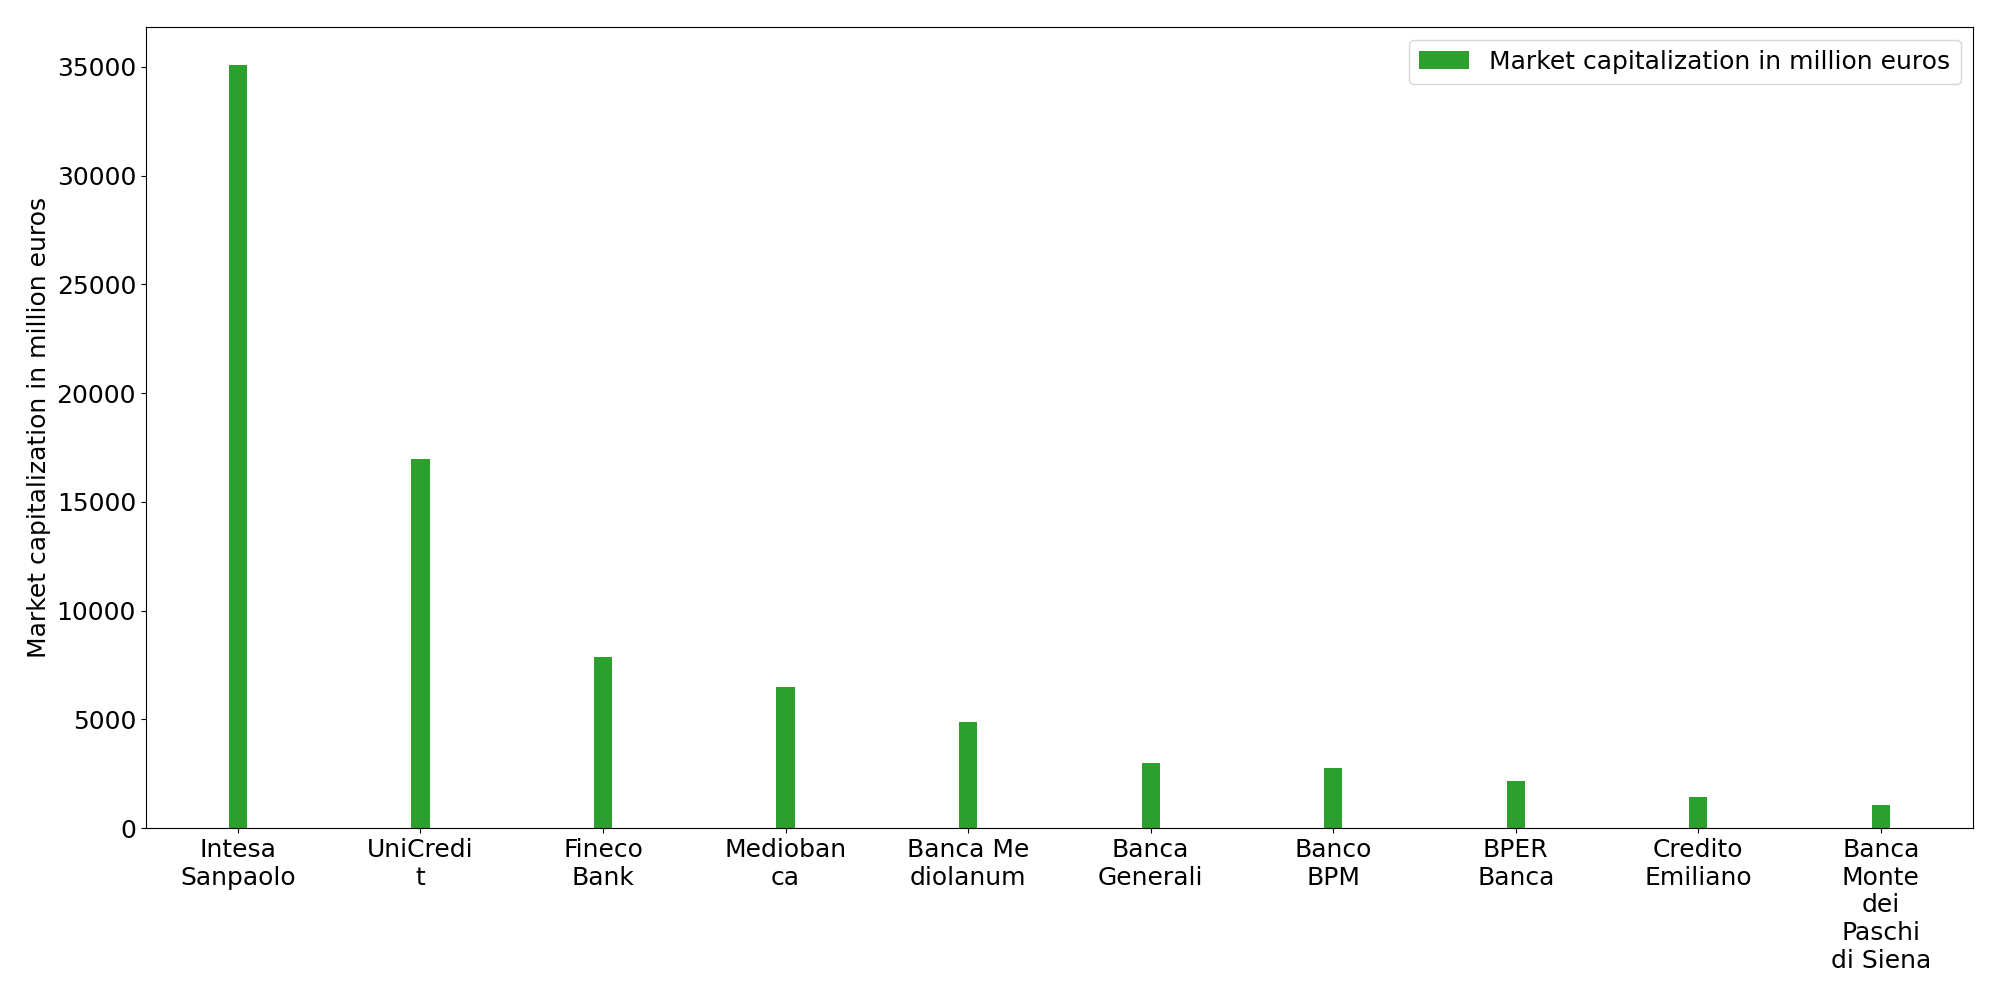 Market capitalization in million euros
Market capitalization in million euros
35000
30000
25000
20000
15000
10000
5000
0
Intesa
Sanpaolo
UniCredi
t
Fineco
Bank
Medioban
ca
Banca Me
diolanum
Banca
Generali
Banco
BPM
BPER
Banca
Credito
Emiliano
Banca
Monte
dei
Paschi
di Siena